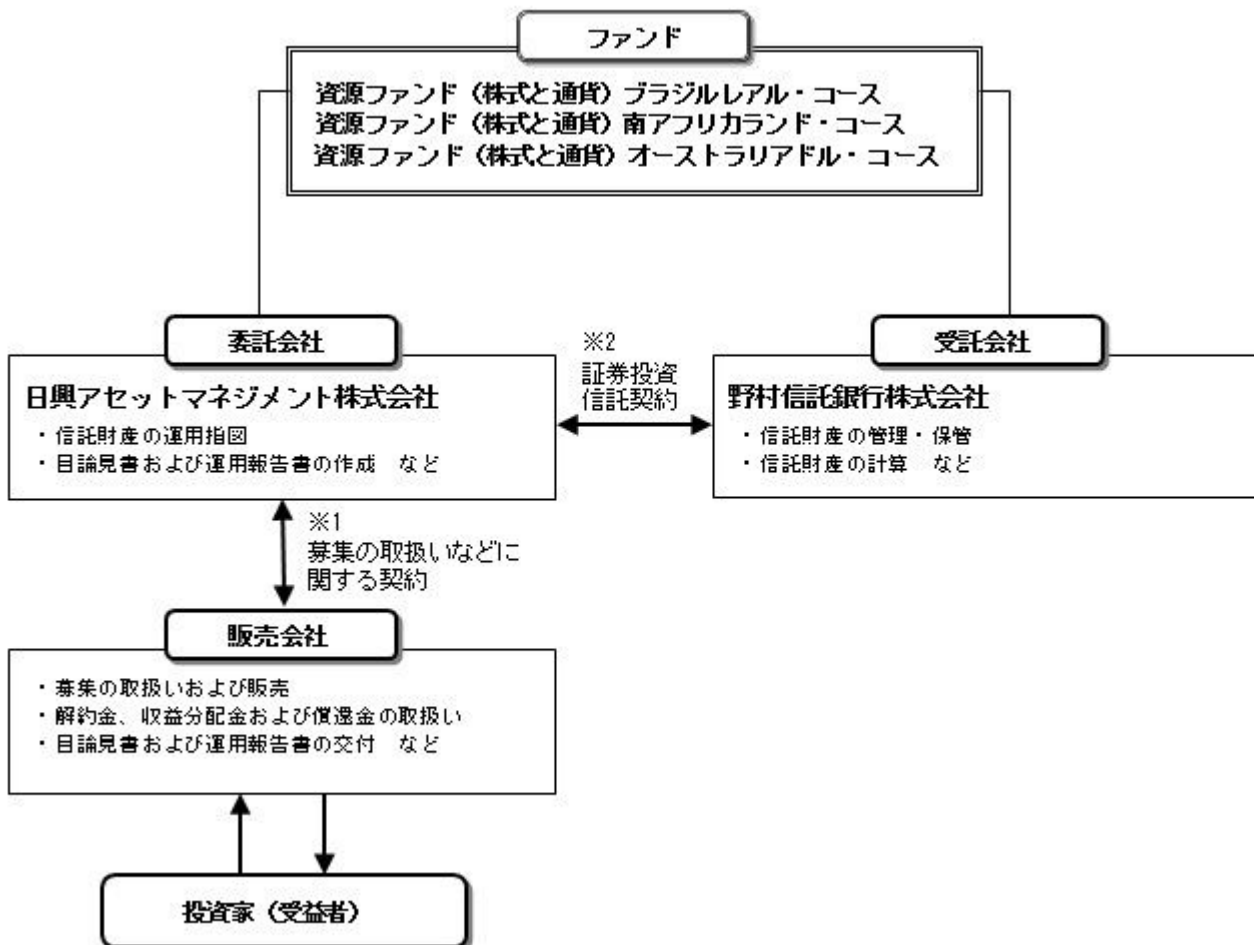 ファンド
資源ファンド（株式と通貨）ブラジルレアル・コース
資源ファンド（株式と通貨）南アフリカランド・コース
資源ファンド（株式と通貨）オーストラリアドル・コース
委託会社
日興アセットマネジメント株式会社
・信託財産の運用指図
・目論見書および運用報告書の作成　など
※2
証券投資
信託契約
受託会社
野村信託銀行株式会社
・信託財産の管理・保管
・信託財産の計算　など
※1
募集の取扱いなどに
関する契約
販売会社
・募集の取扱いおよび販売
・解約金、収益分配金および償還金の取扱い
・目論見書および運用報告書の交付　など
投資家（受益者）